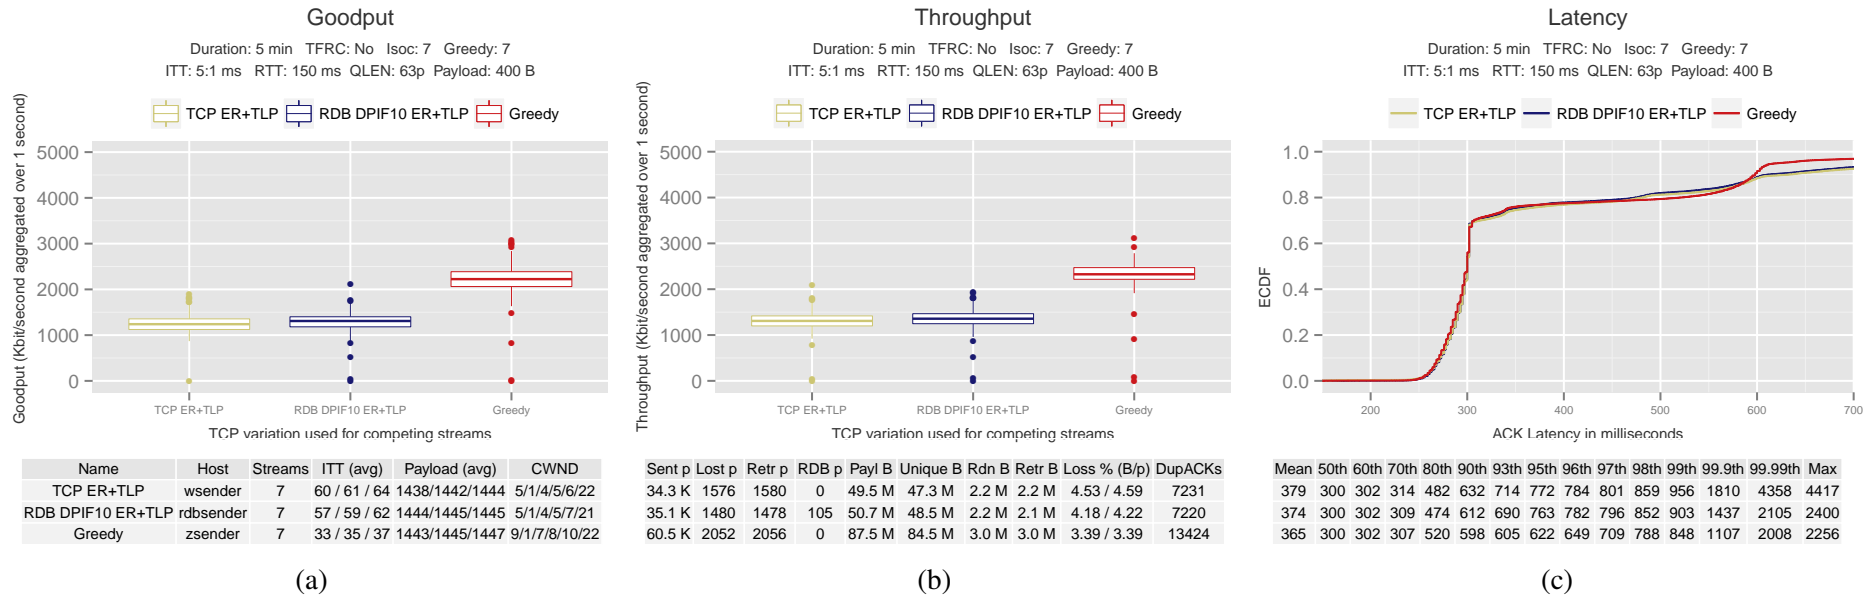 Goodput
Duration: 5 min TFRC: No Isoc: 7 Greedy: 7
ITT: 5:1 ms RTT: 150 ms QLEN: 63p Payload: 400 B
TCP ER+TLP RDB DPIF10 ER+TLP Greedy
Goodput (Kbit/second aggregated over 1 second)
5000
4000
3000
2000
1000
0
TCP ER+TLP RDB DPIF10 ER+TLP Greedy
TCP variation used for competing streams
Name Host Streams ITT (avg) Payload (avg) CWND
TCP ER+TLP wsender 7 60 / 61 / 64 1438/1442/1444 5/1/4/5/6/22
RDB DPIF10 ER+TLP rdbsender 7 57 / 59 / 62 1444/1445/1445 5/1/4/5/7/21
Greedy zsender 7 33 / 35 / 37 1443/1445/1447 9/1/7/8/10/22
(a)
Throughput
Duration: 5 min TFRC: No Isoc: 7 Greedy: 7
ITT: 5:1 ms RTT: 150 ms QLEN: 63p Payload: 400 B
TCP ER+TLP RDB DPIF10 ER+TLP Greedy
Throughput (Kbit/second aggregated over 1 second)
5000
4000
3000
2000
1000
0
TCP ER+TLP RDB DPIF10 ER+TLP Greedy
TCP variation used for competing streams
Sent p Lost p Retr p RDB p Payl B Unique B Rdn B Retr B Loss % (B/p) DupACKs
34.3 K 1576 1580 0 49.5 M 47.3 M 2.2 M 2.2 M 4.53 / 4.59 7231
35.1 K 1480 1478 105 50.7 M 48.5 M 2.2 M 2.1 M 4.18 / 4.22 7220
60.5 K 2052 2056 0 87.5 M 84.5 M 3.0 M 3.0 M 3.39 / 3.39 13424
(b)
Latency
Duration: 5 min TFRC: No Isoc: 7 Greedy: 7
ITT: 5:1 ms RTT: 150 ms QLEN: 63p Payload: 400 B
TCP ER+TLP RDB DPIF10 ER+TLP Greedy
ECDF
1.0
0.8
0.6
0.4
0.2
0.0
200 300 400 500 600 700
ACK Latency in milliseconds
Mean 50th 60th 70th 80th 90th 93th 95th 96th 97th 98th 99th 99.9th 99.99th Max
379 300 302 314 482 632 714 772 784 801 859 956 1810 4358 4417
374 300 302 309 474 612 690 763 782 796 852 903 1437 2105 2400
365 300 302 307 520 598 605 622 649 709 788 848 1107 2008 2256
(c)